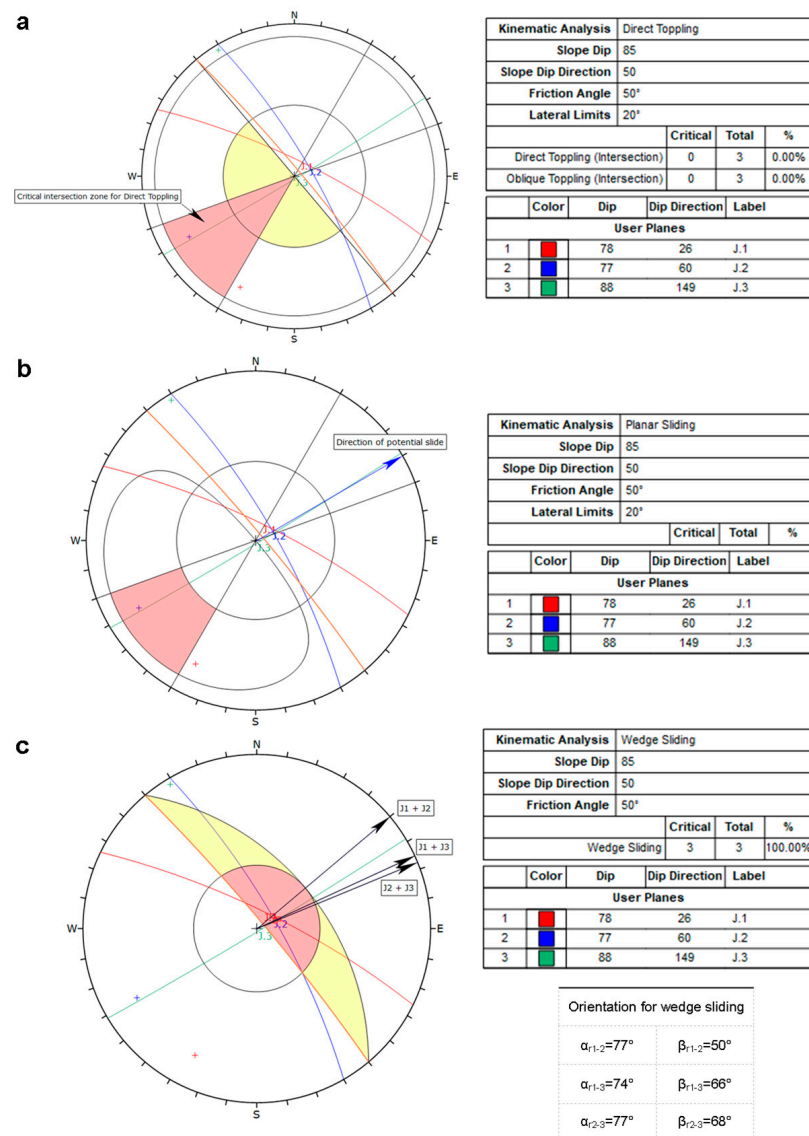 a
N
W
E
S
J.1
J.2
J.3
Critical intersection zone for Direct Toppling
Kinematic Analysis Direct Toppling
Slope Dip 85
Slope Dip Direction 50
Friction Angle 50°
Lateral Limits 20°
Critical Total %
Direct Toppling (Intersection) 0 3 0.00%
Oblique Toppling (Intersection) 0 3 0.00%
Color Dip Dip Direction Label
User Planes
1 78 26 J.1
2 77 60 J.2
3 88 149 J.3
b
N
W
E
S
Direction of potential slide
J.1
J.2
J.3
Kinematic Analysis Planar Sliding
Slope Dip 85
Slope Dip Direction 50
Friction Angle 50°
Lateral Limits 20°
Critical Total %
Color Dip Dip Direction Label
User Planes
1 78 26 J.1
2 77 60 J.2
3 88 149 J.3
c
N
W
E
S
J1 + J2
J1 + J3
J2 + J3
J.2
J.3
Kinematic Analysis Wedge Sliding
Slope Dip 85
Slope Dip Direction 50
Friction Angle 50°
Critical Total %
Wedge Sliding 3 3 100.00%
Color Dip Dip Direction Label
User Planes
1 78 26 J.1
2 77 60 J.2
3 88 149 J.3
Orientation for wedge sliding
αr1-2=77° βr1-2=50°
αr1-3=74° βr1-3=66°
αr2-3=77° βr2-3=68°